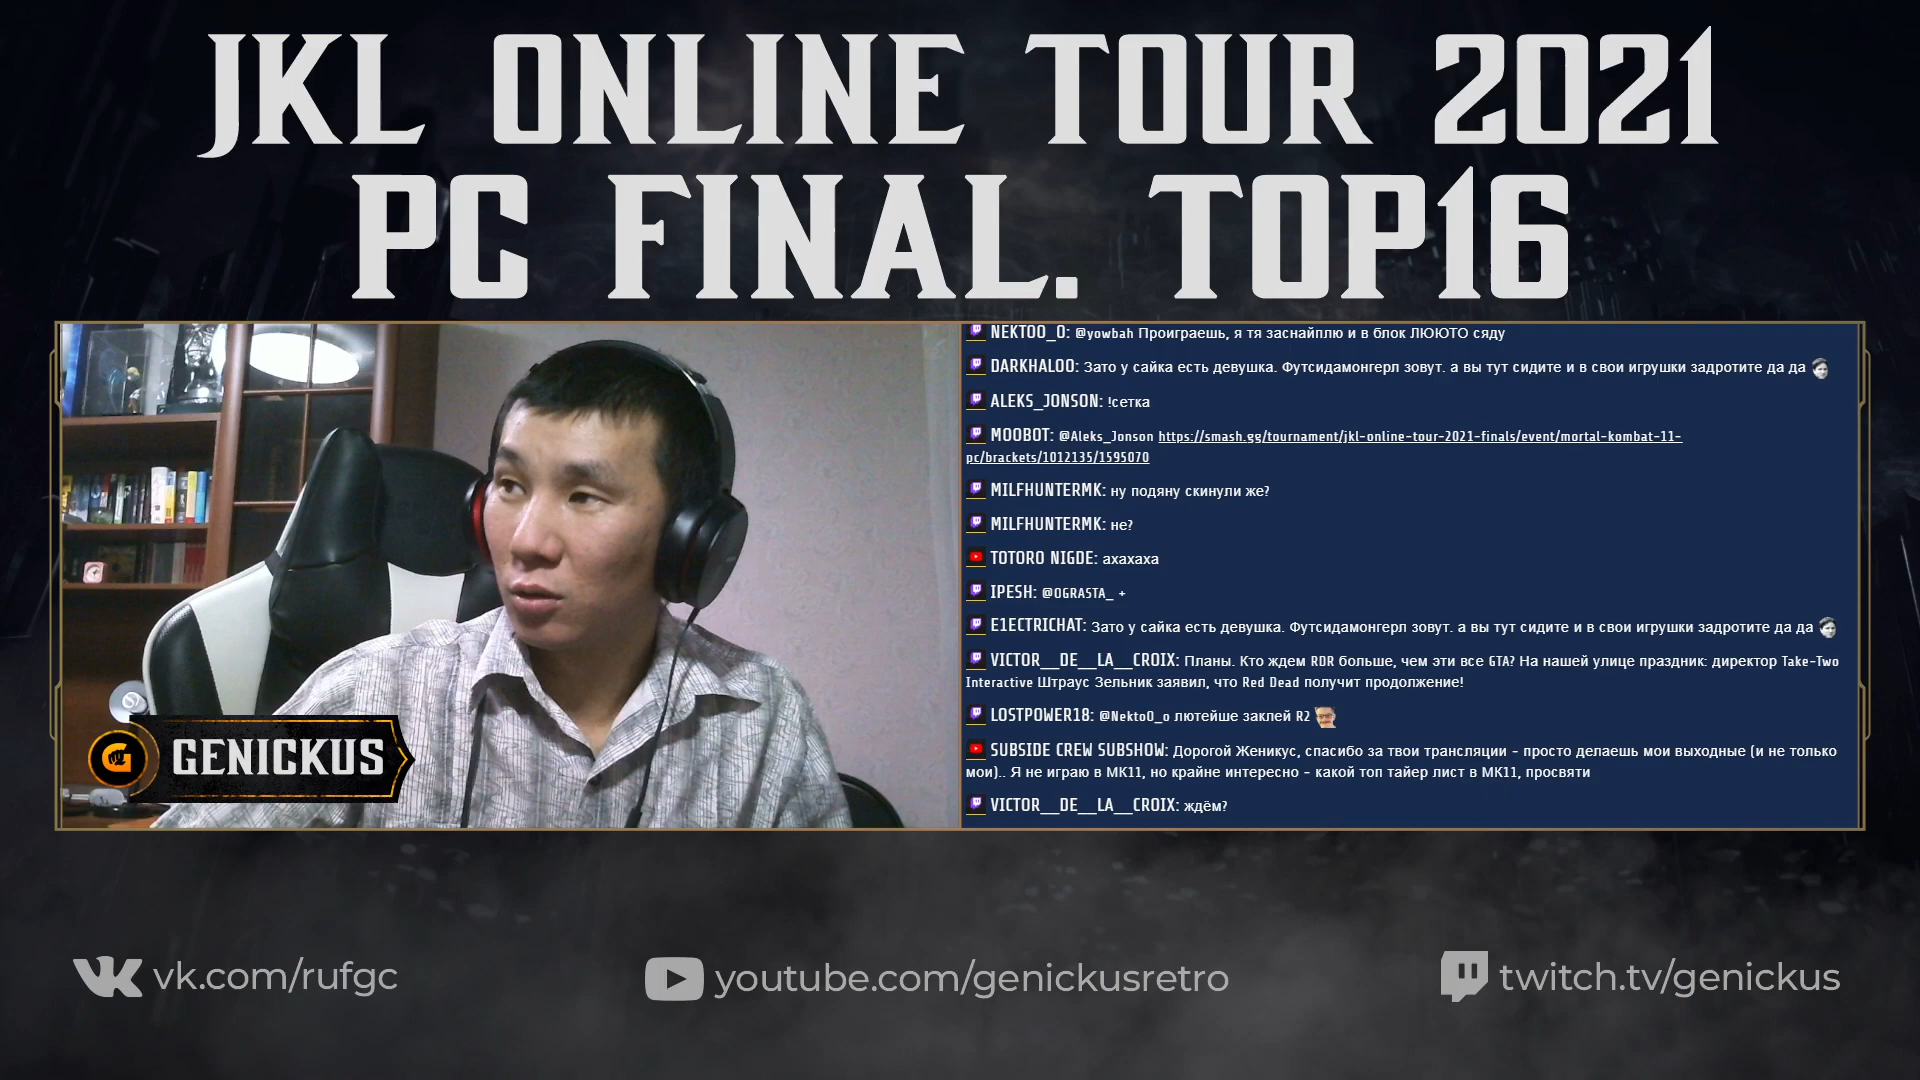 JKL ONLINE TOUR 2021
PC FINAL. TOP16
NEKTOO_O: @yowbah Проиграешь, я тя заснайплю и в блок ЛЮЮТО сяду
DARKHALOO: Зато у сайка есть девушка. Футсидамонгерл зовут. а вы тут сидите и в свои игрушки задротите да да
ALEKS_JONSON: !сетка
MOOBOT: @Aleks_Jonson https://smash.gg/tournament/jkl-online-tour-2021-finals/event/mortal-kombat-11-
pc/brackets/1012135/1595070
MILFHUNTERMK: ну подяну скинули же?
MILFHUNTERMK: не?
TOTORO NIGDE: ахахаха
IPESH: @OGRA5TA_ +
E1ECTRICHAT: Зато у сайка есть девушка. Футсидамонгерл зовут. а вы тут сидите и в свои игрушки задротите да да
VICTOR__DE__LA__CROIX: Планы. Кто ждем RDR больше, чем эти все GTA? На нашей улице праздник: директор Take-Two
Interactive Штраус Зельник заявил, что Red Dead получит продолжение!
LOSTPOWER18: @NektoO_o лютейше заклей R2
SUBSIDE CREW SUBSHOW: Дорогой Женикус, спасибо за твои трансляции - просто делаешь мои выходные (и не только
мои).. Я не играю в МК11, но крайне интересно - какой топ тайер лист в МК11, просвяти
VICTOR__DE__LA__CROIX: ждём?
G GENICKUS
vk.com/rufgc
youtube.com/genickusretro
twitch.tv/genickus